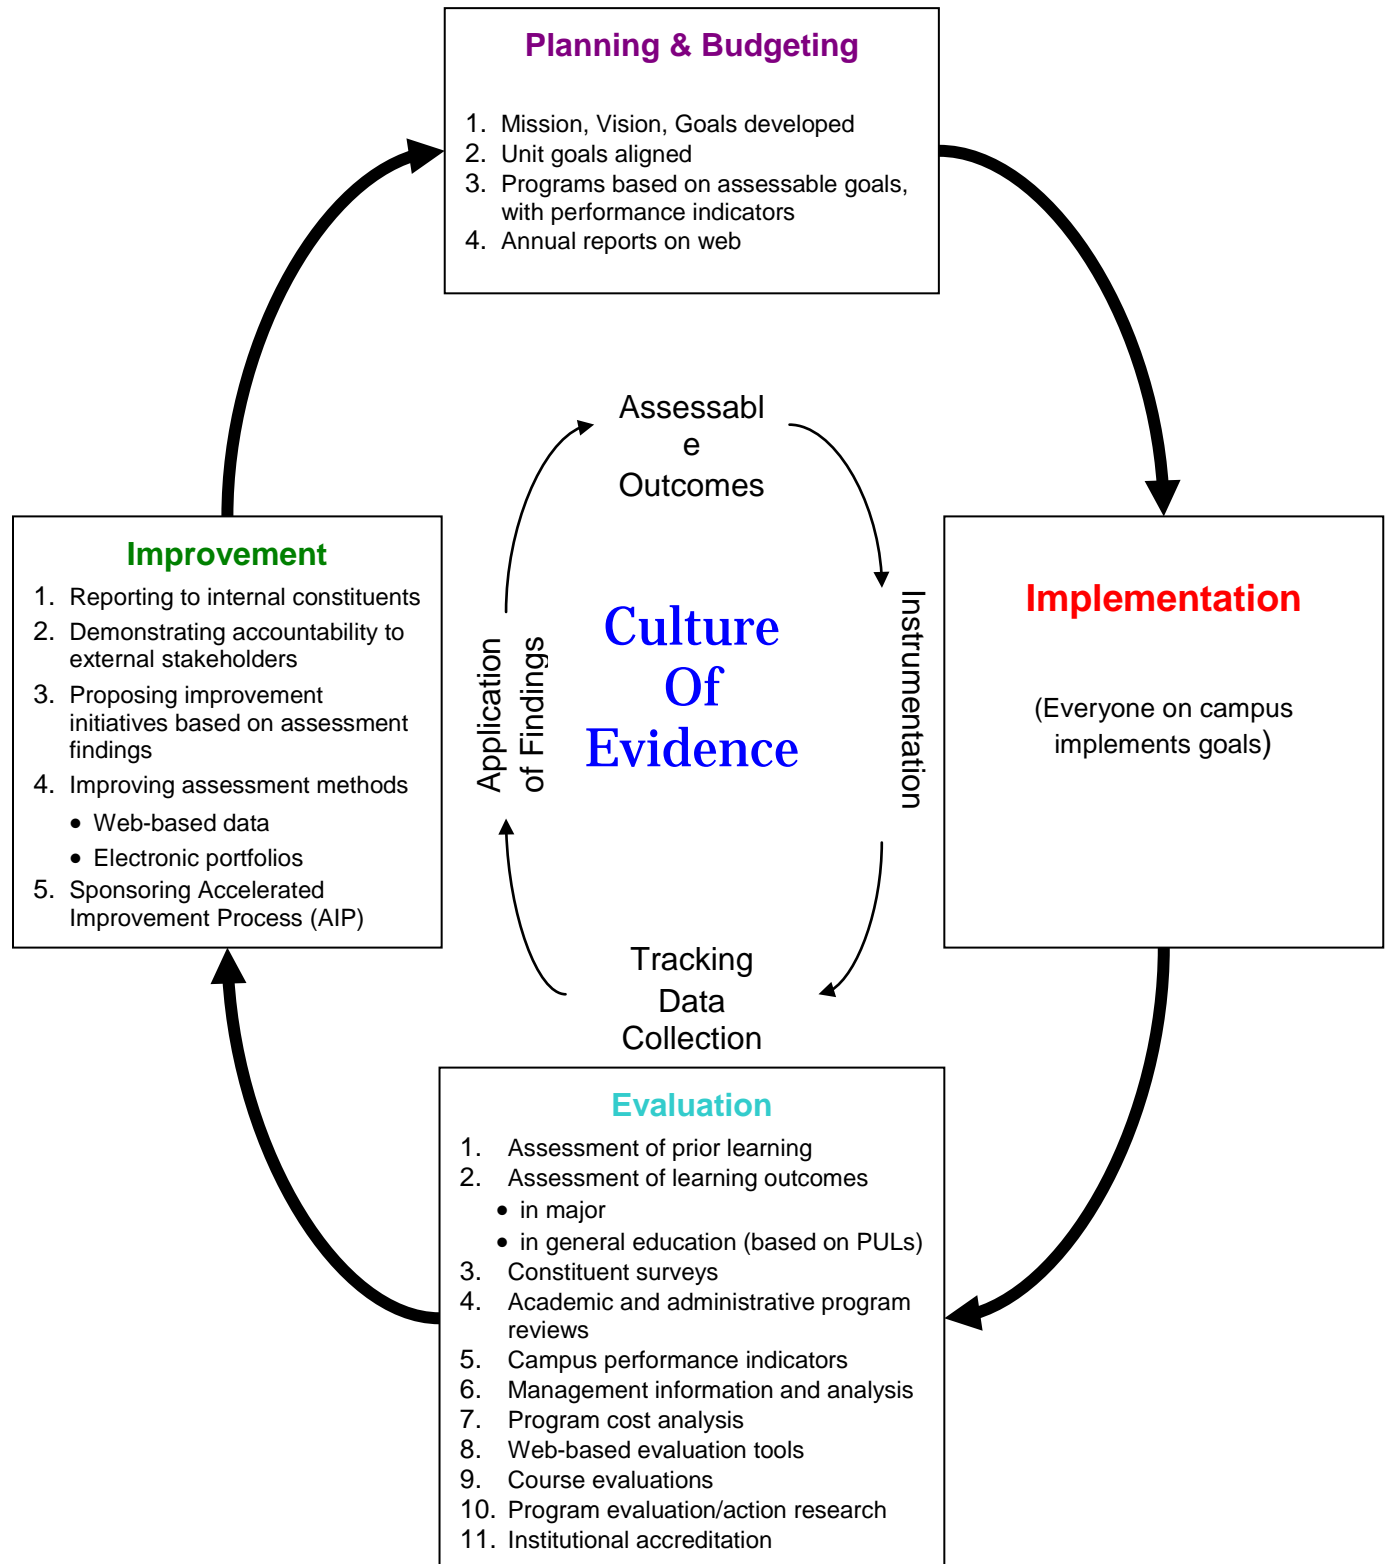 Planning & Budgeting
1. Mission, Vision, Goals developed
2. Unit goals aligned
3. Programs based on assessable goals,
with performance indicators
4. Annual reports on web
Assessabl
e
Outcomes
Improvement
1. Reporting to internal constituents
2. Demonstrating accountability to
external stakeholders
3. Proposing improvement
initiatives based on assessment
findings
4. Improving assessment methods
• Web-based data
• Electronic portfolios
5. Sponsoring Accelerated
Improvement Process (AIP)
Application
of Findings
Culture
Of
Evidence
Instrumentation
Implementation
(Everyone on campus
implements goals)
Tracking
Data
Collection
Evaluation
1. Assessment of prior learning
2. Assessment of learning outcomes
• in major
• in general education (based on PULs)
3. Constituent surveys
4. Academic and administrative program
reviews
5. Campus performance indicators
6. Management information and analysis
7. Program cost analysis
8. Web-based evaluation tools
9. Course evaluations
10. Program evaluation/action research
11. Institutional accreditation